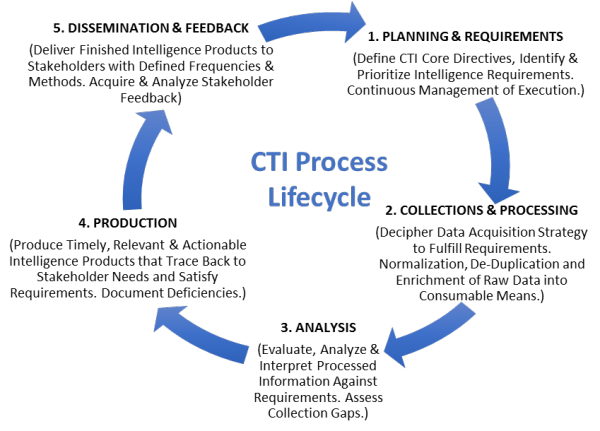 5. DISSEMINATION & FEEDBACK
(Deliver Finished Intelligence Products to
Stakeholders with Defined Frequencies &
Methods. Acquire & Analyze Stakeholder
Feedback)
1. PLANNING & REQUIREMENTS
(Define CTI Core Directives, Identify &
Prioritize Intelligence Requirements.
Continuous Management of Execution.)
CTI Process
Lifecycle
2. COLLECTIONS & PROCESSING
(Decipher Data Acquisition Strategy
to Fulfill Requirements.
Normalization, De-Duplication and
Enrichment of Raw Data into
Consumable Means.)
3. ANALYSIS
(Evaluate, Analyze &
Interpret Processed
Information Against
Requirements. Assess
Collection Gaps.)
4. PRODUCTION
(Produce Timely, Relevant & Actionable
Intelligence Products that Trace Back to
Stakeholder Needs and Satisfy
Requirements. Document Deficiencies.)